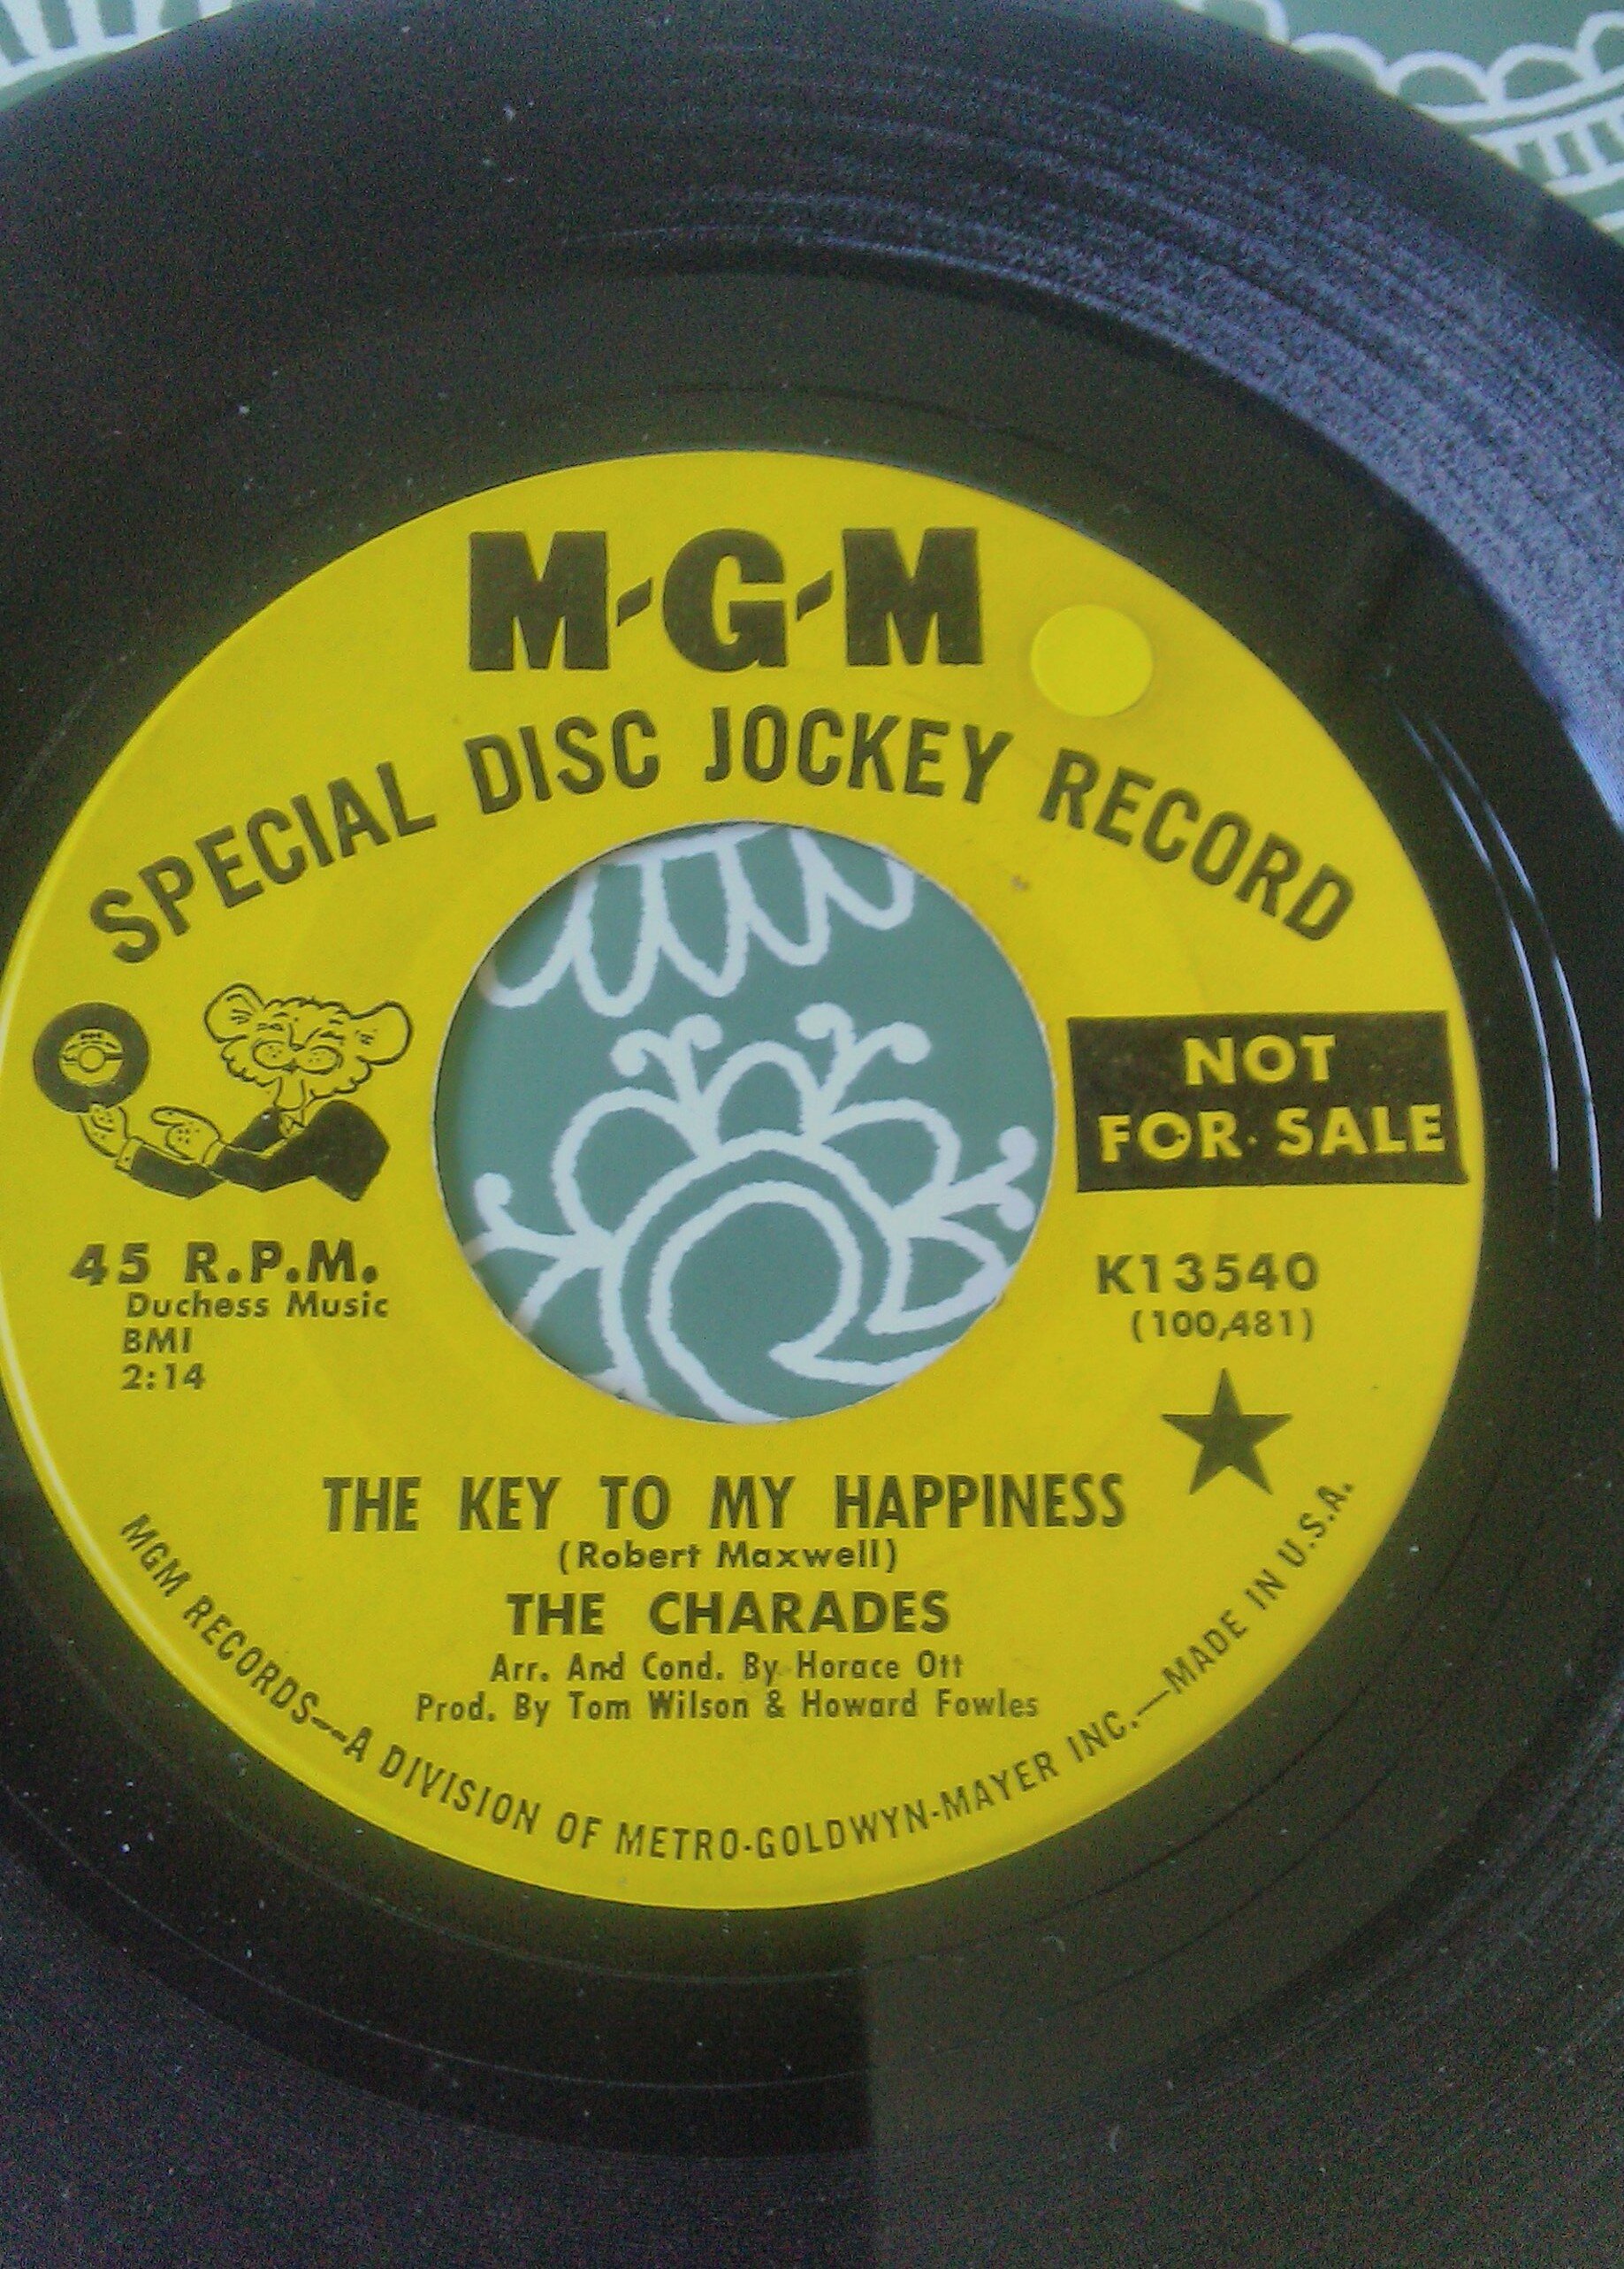 M-G-M
SPECIAL DISC JOCKEY RECORD
NOT
FOR SALE
45 R.P.M.
Duchess Music
BMI
2:14
K13540
(100,481)
THE KEY TO MY HAPPINESS
(Robert Maxwell)
THE CHARADES
Arr. And Cond. By Horace Ott
Prod. By Tom Wilson & Howard Fowles
MGM RECORDS—A DIVISION OF METRO-GOLDWYN-MAYER INC.—MADE IN U.S.A.